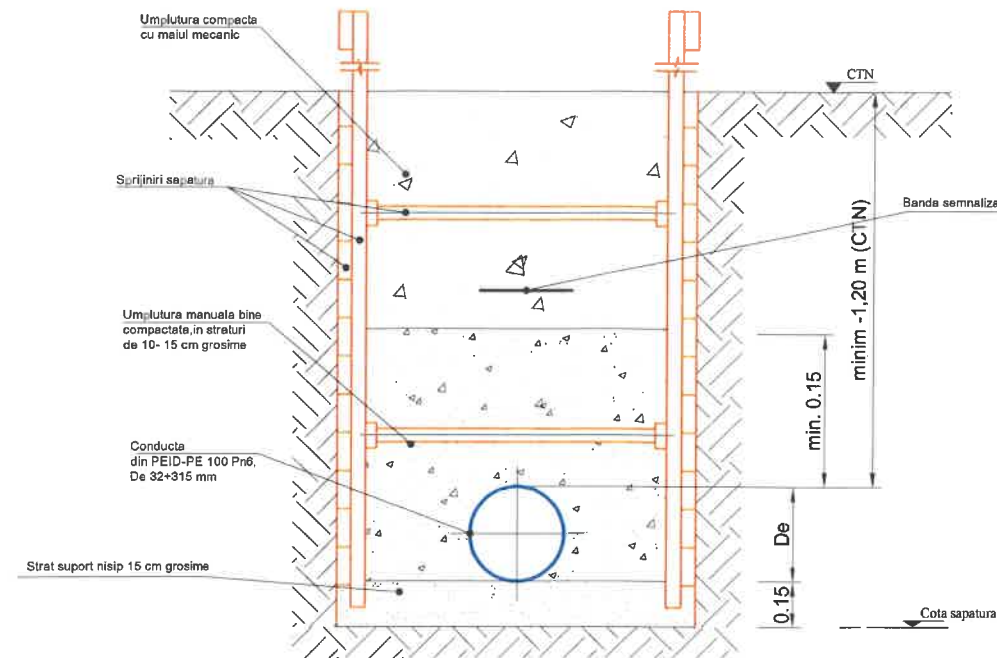 Umplutura compacta
cu maiul mecanic
CTN
Sprijiniri sapatura
Banda semnaliza
minim -1,20 m (CTN)
Umplutura manuala bine
compactate,in straturi
de 10- 15 cm grosime
min. 0.15
Conducta
din PEID-PE 100 Pn6,
De 32÷315 mm
De
Strat suport nisip 15 cm grosime
0.15
Cota sapatura